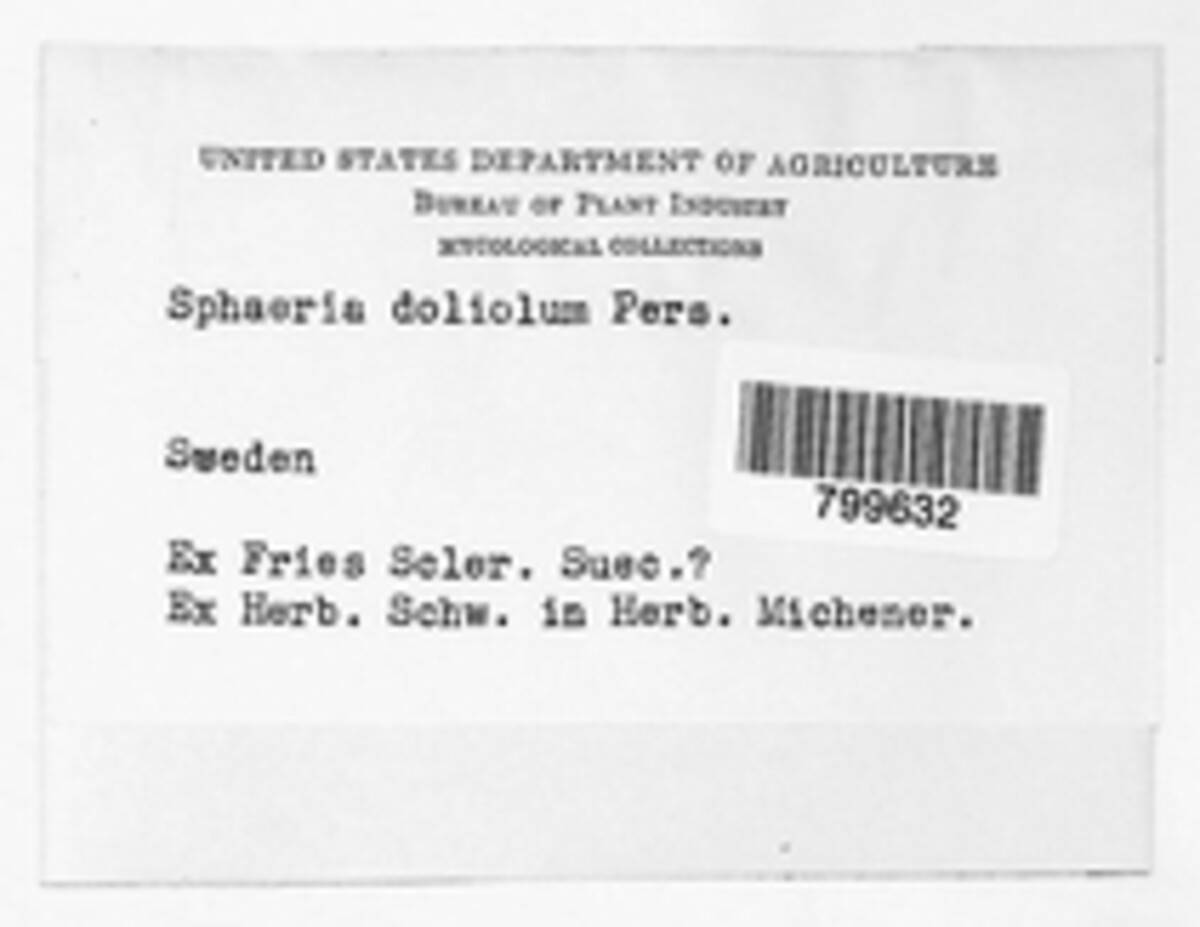 UNITED STATES DEPARTMENT OF AGRICULTURE
BUREAU OF PLANT INDUSTRY
MYCOLOGICAL COLLECTIONS
Sphaeria doliolum Pers.
Sweden
799632
Ex Fries Scler. Suec.?
Ex Herb. Schw. in Herb. Michener.